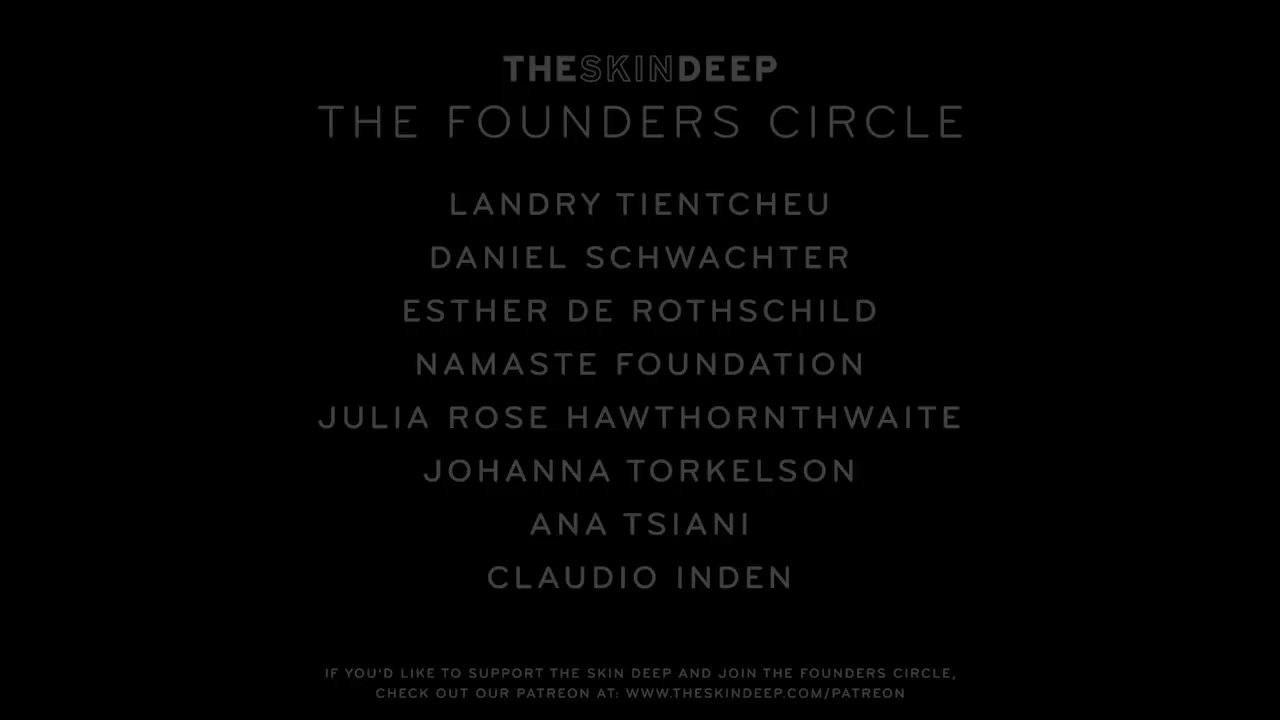 THESKINDEEP
THE FOUNDERS CIRCLE
LANDRY TIENTCHEU
DANIEL SCHWACHTER
ESTHER DE ROTHSCHILD
NAMASTE FOUNDATION
JULIA ROSE HAWTHORNTHWAITE
JOHANNA TORKELSON
ANA TSIANI
CLAUDIO INDEN
IF YOU'D LIKE TO SUPPORT THE SKIN DEEP AND JOIN THE FOUNDERS CIRCLE,
CHECK OUT OUR PATREON AT: WWW.THESKINDEEP.COM/PATREON